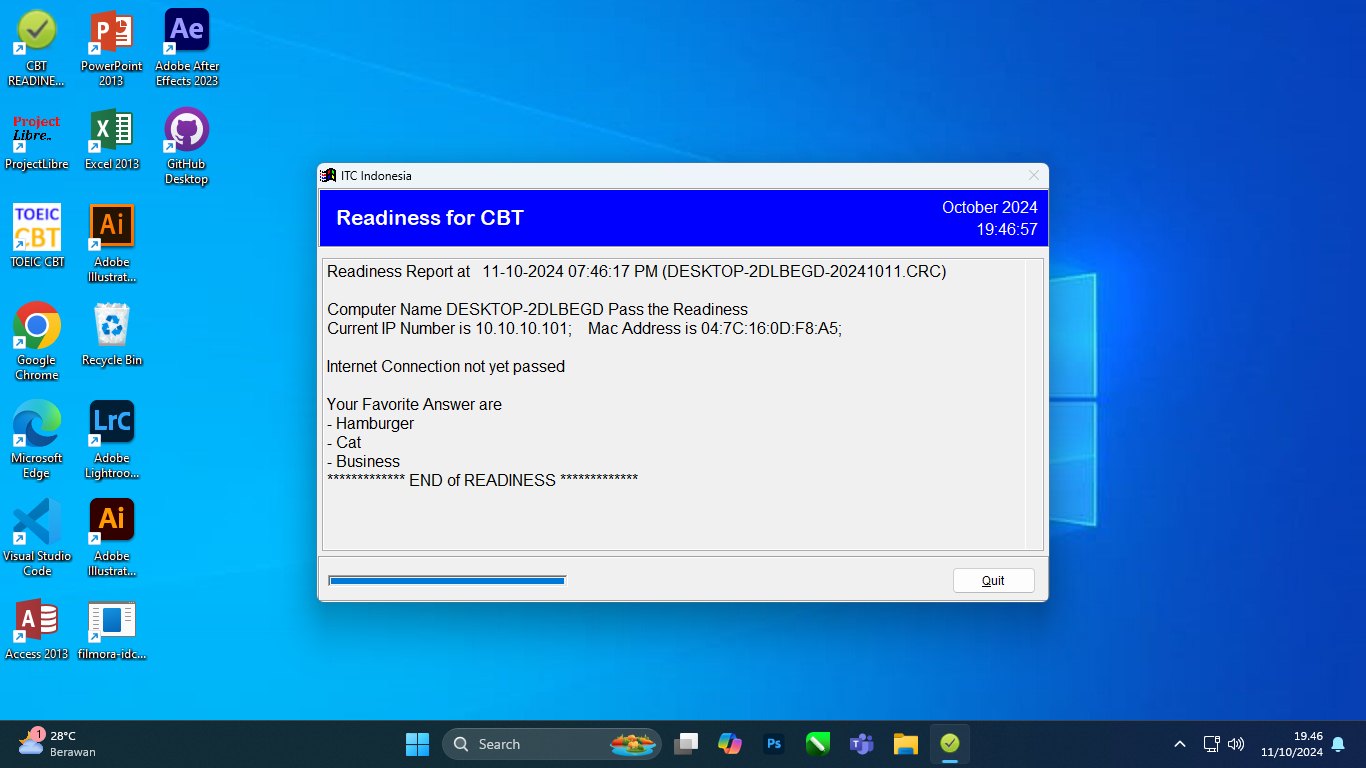 CBT
READINE...
PowerPoint
2013
Adobe After
Effects 2023
ProjectLibre
Excel 2013
GitHub
Desktop
TOEIC CBT
Adobe
Illustrat...
Google
Chrome
Recycle Bin
Microsoft
Edge
Adobe
Lightroo...
Visual Studio
Code
Adobe
Illustrat...
Access 2013
filmora-idc...
Ae
Project
Libre..
TOEIC
CBT
Ai
Lrc
Ai
ITC Indonesia
Readiness for CBT
October 2024
19:46:57
Readiness Report at 11-10-2024 07:46:17 PM (DESKTOP-2DLBEGD-20241011.CRC)
Computer Name DESKTOP-2DLBEGD Pass the Readiness
Current IP Number is 10.10.10.101; Mac Address is 04:7C:16:0D:F8:A5;
Internet Connection not yet passed
Your Favorite Answer are
- Hamburger
- Cat
- Business
************* END of READINESS *************
Quit
1
28°C
Berawan
Search
Ps
19.46
11/10/2024